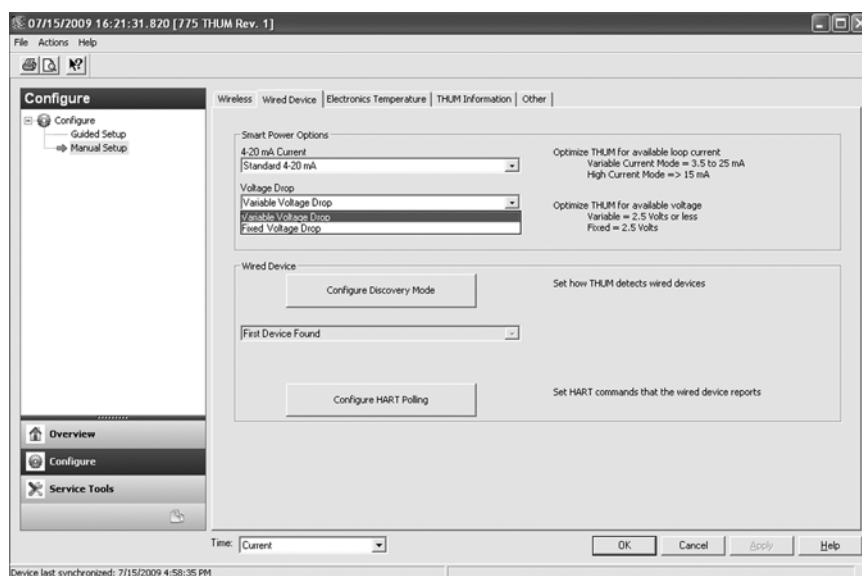 07/15/2009 16:21:31.820 [775 THUM Rev. 1]
File Actions Help
Configure
Configure
Guided Setup
Manual Setup
Overview
Configure
Service Tools
Wireless Wired Device Electronics Temperature THUM Information Other
Smart Power Options
4-20 mA Current
Standard 4-20 mA
Optimize THUM for available loop current
Variable Current Mode = 3.5 to 25 mA
High Current Mode => 15 mA
Voltage Drop
Variable Voltage Drop
Variable Voltage Drop
Fixed Voltage Drop
Optimize THUM for available voltage
Variable = 2.5 Volts or less
Fixed = 2.5 Volts
Wired Device
Configure Discovery Mode
Set how THUM detects wired devices
First Device Found
Configure HART Polling
Set HART commands that the wired device reports
Time: Current
OK Cancel Apply Help
Device last synchronized: 7/15/2009 4:58:35 PM